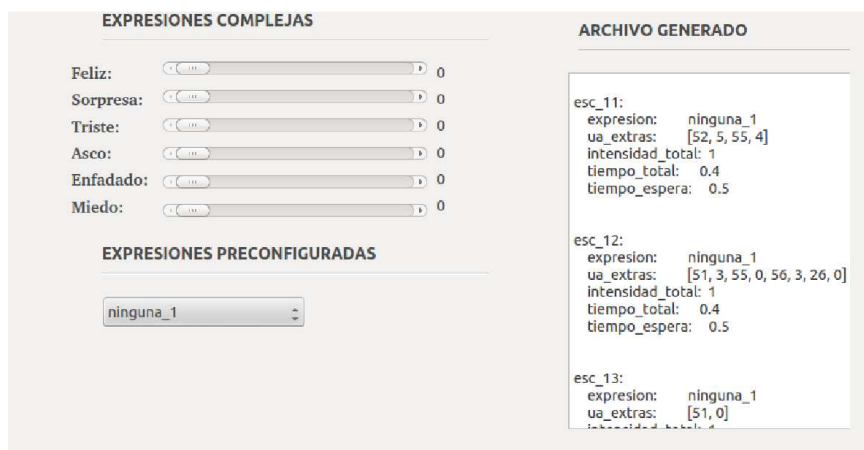 EXPRESIONES COMPLEJAS
Feliz: 0
Sorpresa: 0
Triste: 0
Asco: 0
Enfadado: 0
Miedo: 0
EXPRESIONES PRECONFIGURADAS
ninguna_1
ARCHIVO GENERADO
esc_11:
expresion: ninguna_1
ua_extras: [52, 5, 55, 4]
intensidad_total: 1
tiempo_total: 0.4
tiempo_espera: 0.5
esc_12:
expresion: ninguna_1
ua_extras: [51, 3, 55, 0, 56, 3, 26, 0]
intensidad_total: 1
tiempo_total: 0.4
tiempo_espera: 0.5
esc_13:
expresion: ninguna_1
ua_extras: [51, 0]